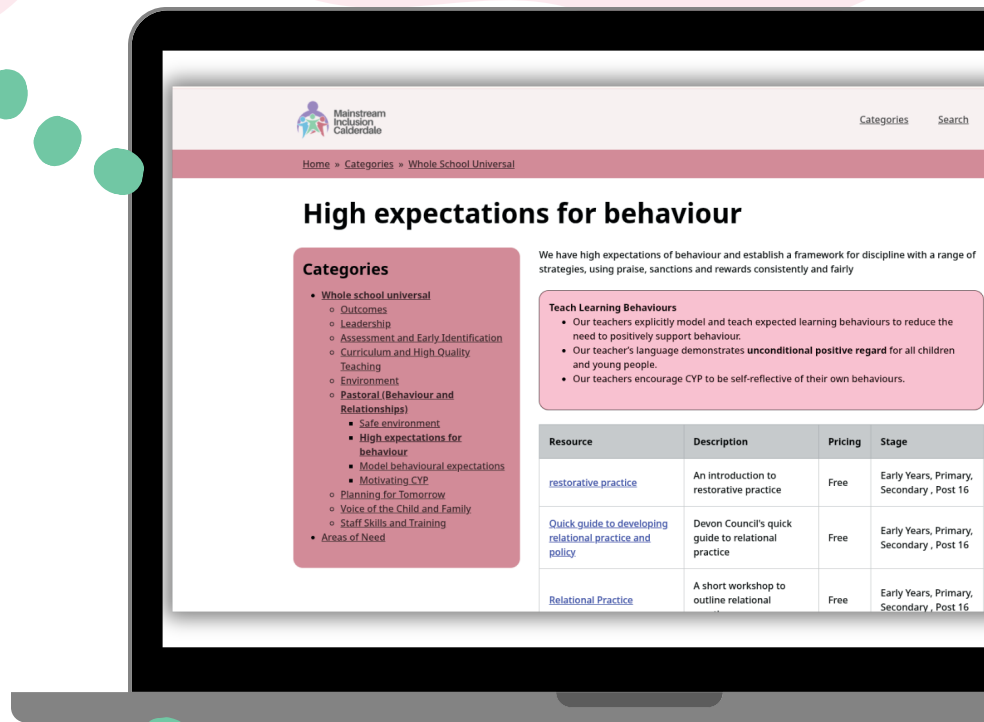 Mainstream
Inclusion
Calderdale
Categories
Search
Home » Categories » Whole School Universal
High expectations for behaviour
Categories
Whole school universal
Outcomes
Leadership
Assessment and Early Identification
Curriculum and High Quality
Teaching
Environment
Pastoral (Behaviour and
Relationships)
Safe environment
High expectations for
behaviour
Model behavioural expectations
Motivating CYP
Planning for Tomorrow
Voice of the Child and Family
Staff Skills and Training
Areas of Need
We have high expectations of behaviour and establish a framework for discipline with a range of
strategies, using praise, sanctions and rewards consistently and fairly
Teach Learning Behaviours
Our teachers explicitly model and teach expected learning behaviours to reduce the
need to positively support behaviour.
Our teacher's language demonstrates unconditional positive regard for all children
and young people.
Our teachers encourage CYP to be self-reflective of their own behaviours.
Resource
Description
Pricing
Stage
restorative practice
An introduction to
restorative practice
Free
Early Years, Primary,
Secondary , Post 16
Quick guide to developing
relational practice and
policy
Devon Council's quick
guide to relational
practice
Free
Early Years, Primary,
Secondary , Post 16
Relational Practice
A short workshop to
outline relational
Free
Early Years, Primary,
Secondary , Post 16